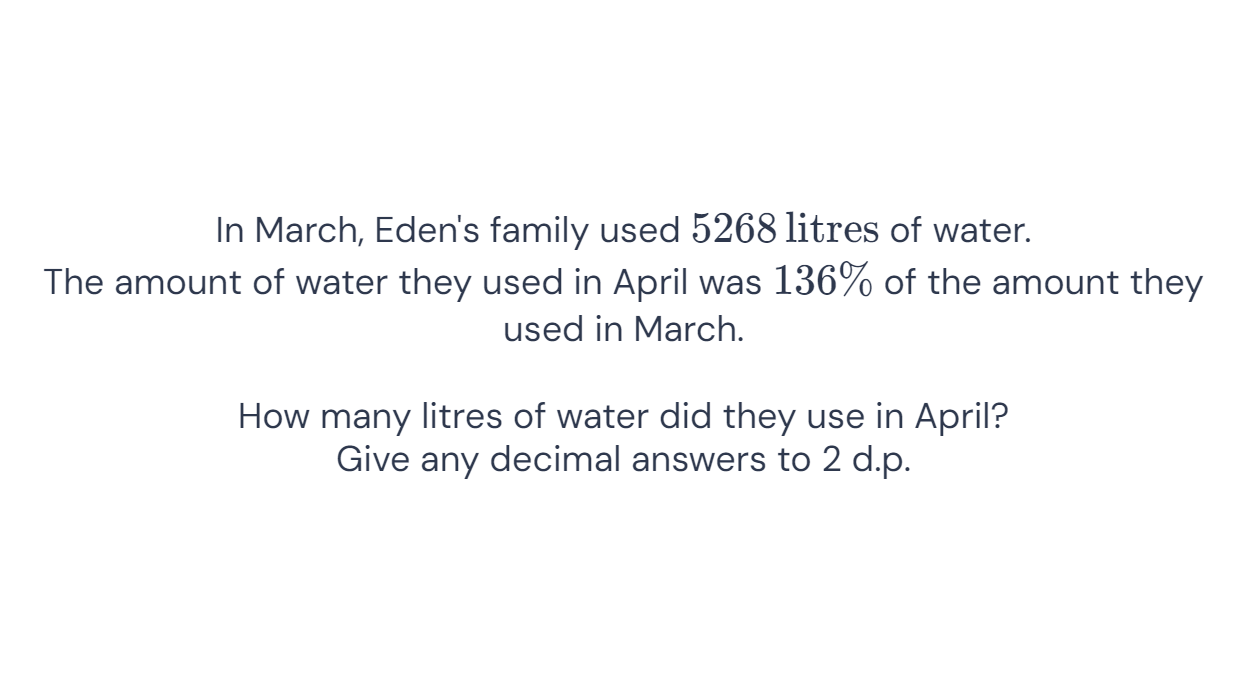 In March, Eden's family used 5268 litres of water.
The amount of water they used in April was 136% of the amount they
used in March.
How many litres of water did they use in April?
Give any decimal answers to 2 d.p.